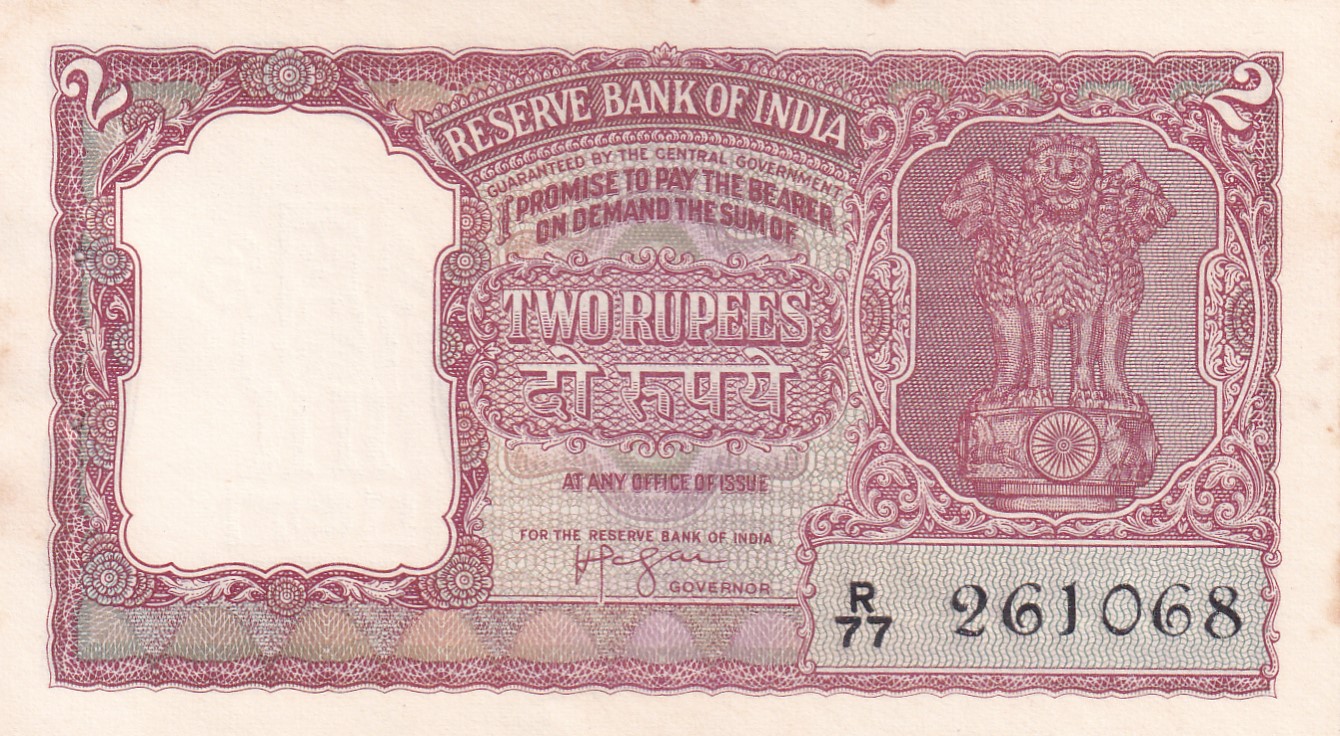 २
2
RESERVE BANK OF INDIA
GUARANTEED BY THE CENTRAL GOVERNMENT
I PROMISE TO PAY THE BEARER
ON DEMAND THE SUM OF
TWO RUPEES
दो रुपये
AT ANY OFFICE OF ISSUE
FOR THE RESERVE BANK OF INDIA
GOVERNOR
R/77 261068